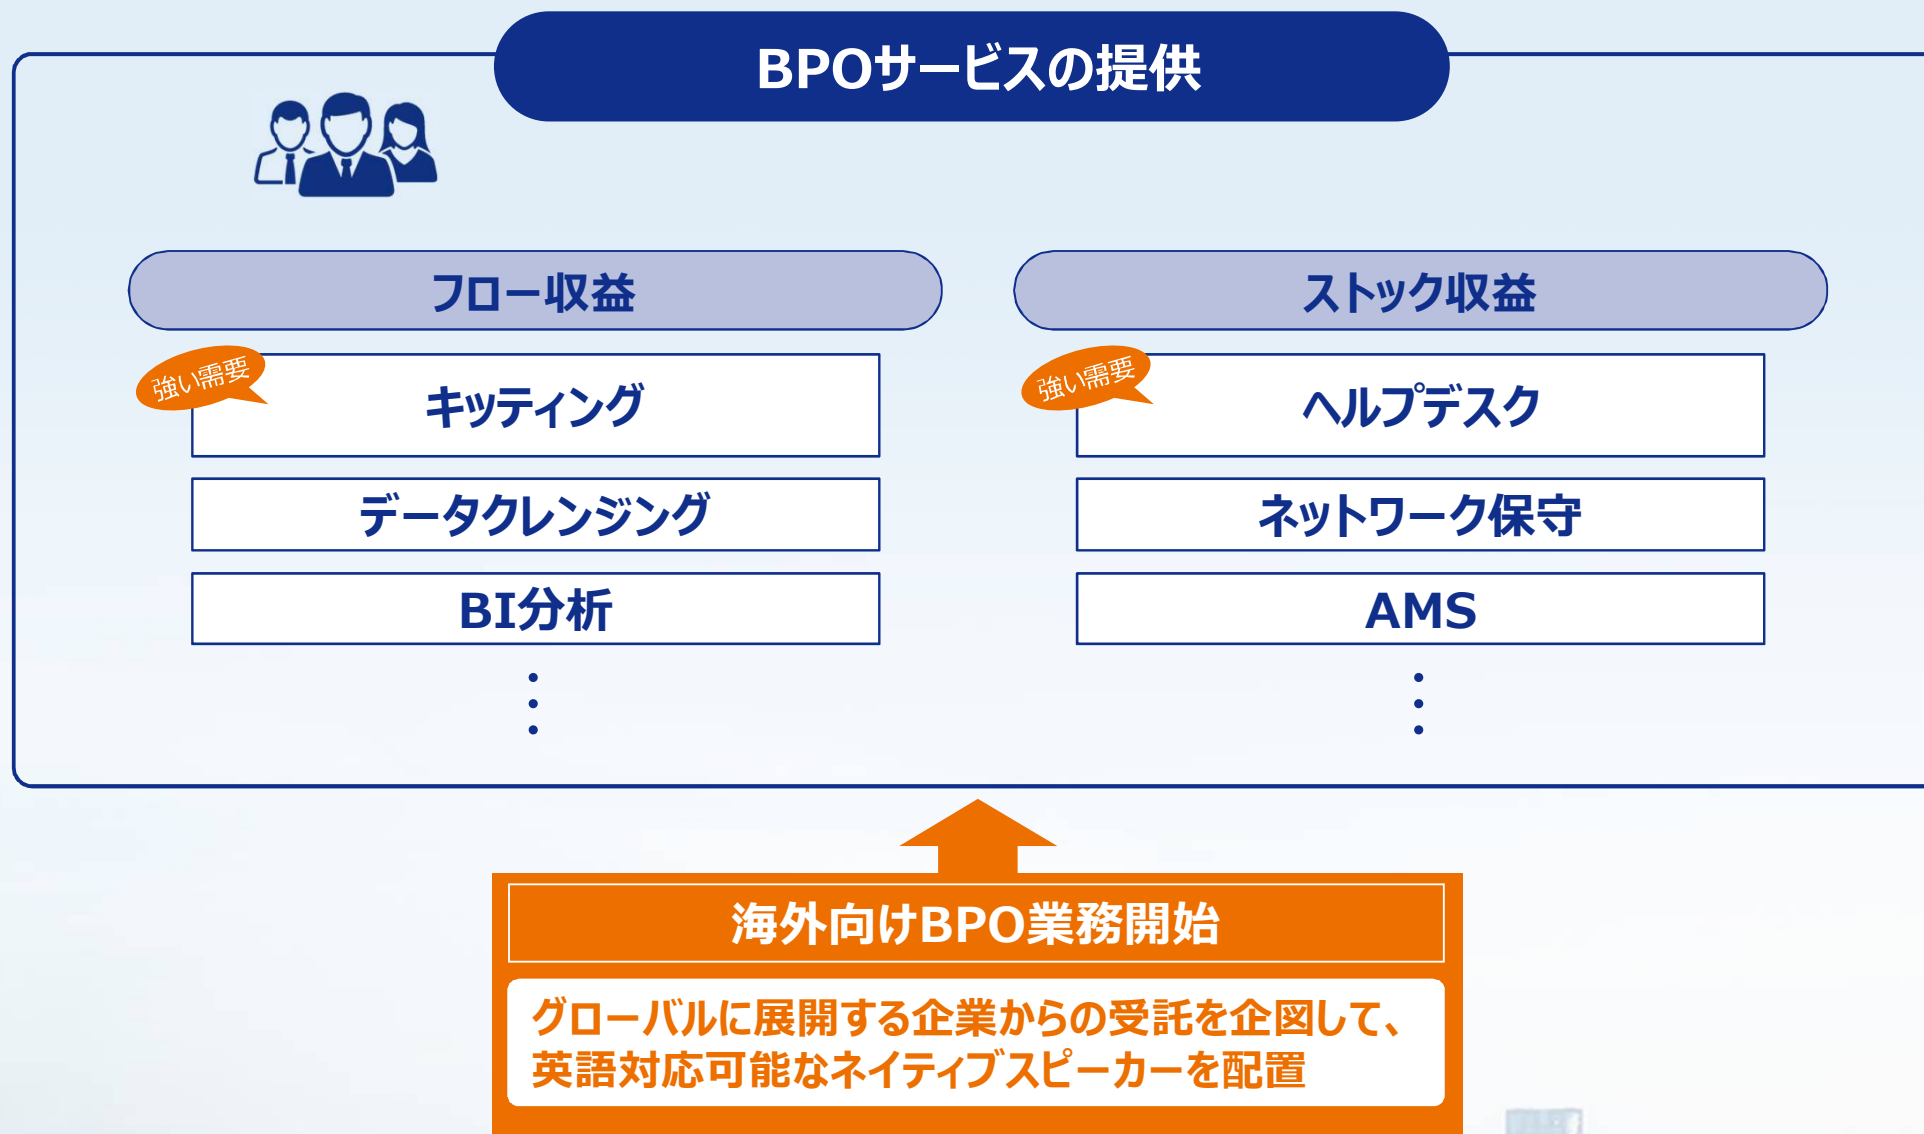 BPOサービスの提供
フロー収益
強い需要
キッティング
データクレンジング
BI分析
ストック収益
強い需要
ヘルプデスク
ネットワーク保守
AMS
海外向けBPO業務開始
グローバルに展開する企業からの受託を企図して、
英語対応可能なネイティブスピーカーを配置